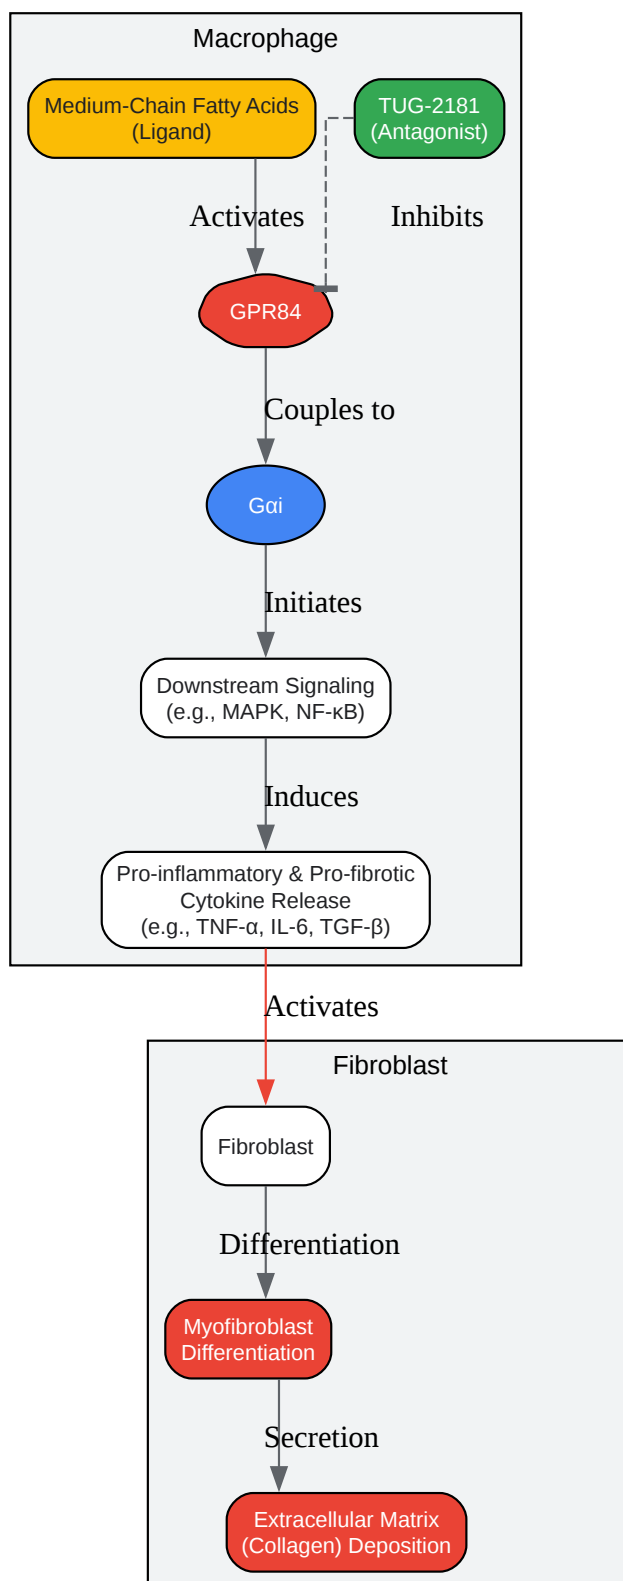 Macrophage
Medium-Chain Fatty Acids
(Ligand)
TUG-2181
(Antagonist)
Activates
Inhibits
GPR84
Couples to
Gαi
Initiates
Downstream Signaling
(e.g., MAPK, NF-κB)
Induces
Pro-inflammatory & Pro-fibrotic
Cytokine Release
(e.g., TNF-α, IL-6, TGF-β)
Activates
Fibroblast
Fibroblast
Differentiation
Myofibroblast
Differentiation
Secretion
Extracellular Matrix
(Collagen) Deposition